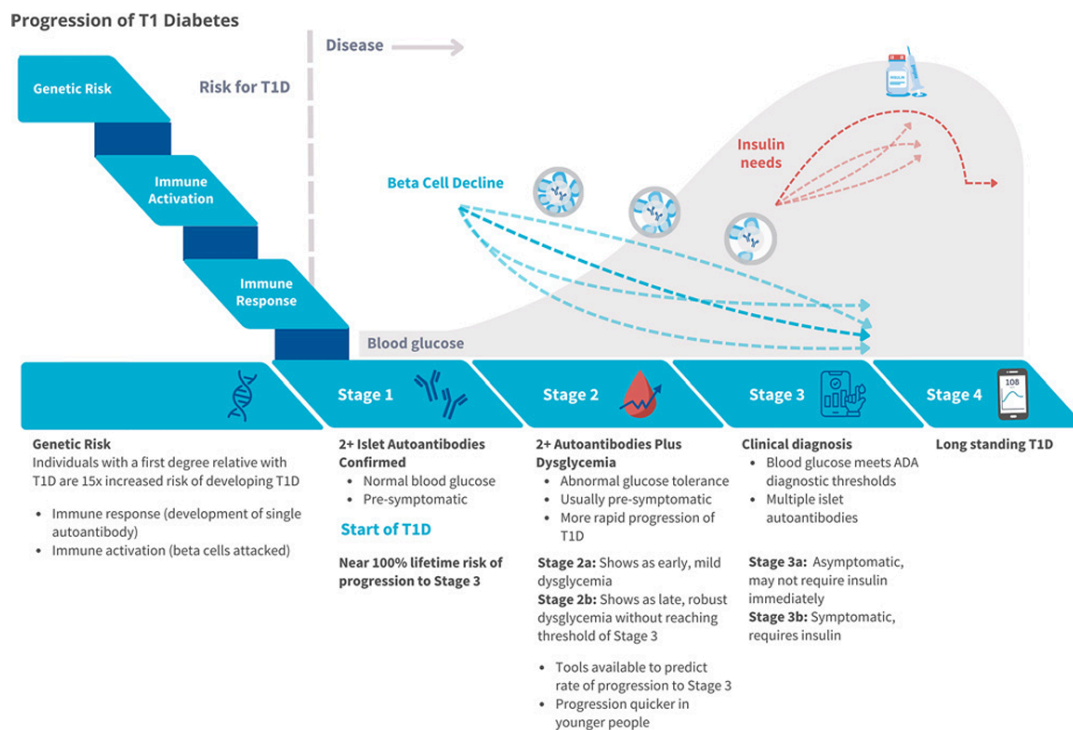 Progression of T1 Diabetes
Disease
Risk for T1D
Genetic Risk
Immune
Activation
Immune
Response
Beta Cell Decline
Insulin
needs
INSULIN
Blood glucose
Stage 1
Stage 2
Stage 3
Stage 4
108
Genetic Risk
Individuals with a first degree relative with
T1D are 15x increased risk of developing T1D
• Immune response (development of single
autoantibody)
• Immune activation (beta cells attacked)
2+ Islet Autoantibodies
Confirmed
• Normal blood glucose
• Pre-symptomatic
Start of T1D
Near 100% lifetime risk of
progression to Stage 3
2+ Autoantibodies Plus
Dysglycemia
• Abnormal glucose tolerance
• Usually pre-symptomatic
• More rapid progression of
T1D
Stage 2a: Shows as early, mild
dysglycemia
Stage 2b: Shows as late, robust
dysglycemia without reaching
threshold of Stage 3
• Tools available to predict
rate of progression to Stage 3
• Progression quicker in
younger people
Clinical diagnosis
• Blood glucose meets ADA
diagnostic thresholds
• Multiple islet
autoantibodies
Stage 3a: Asymptomatic,
may not require insulin
immediately
Stage 3b: Symptomatic,
requires insulin
Long standing T1D